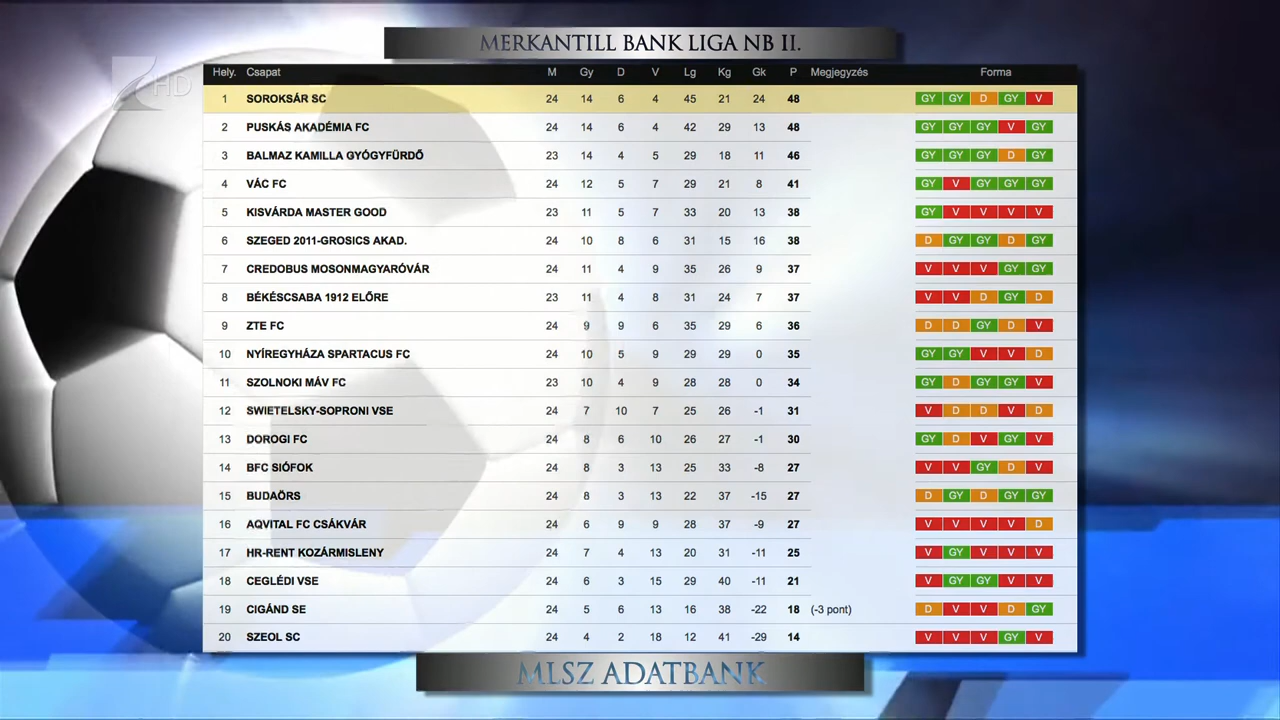 MERKANTILL BANK LIGA NB II.
HD
Hely. Csapat M Gy D V Lg Kg Gk P Megjegyzés Forma
1 SOROKSÁR SC 24 14 6 4 45 21 24 48 GY GY D GY V
2 PUSKÁS AKADÉMIA FC 24 14 6 4 42 29 13 48 GY GY GY V GY
3 BALMAZ KAMILLA GYÓGYFÜRDŐ 23 14 4 5 29 18 11 46 GY GY GY D GY
4 VÁC FC 24 12 5 7 29 21 8 41 GY V GY GY GY
5 KISVÁRDA MASTER GOOD 23 11 5 7 33 20 13 38 GY V V V V
6 SZEGED 2011-GROSICS AKAD. 24 10 8 6 31 15 16 38 D GY GY D GY
7 CREDOBUS MOSONMAGYARÓVÁR 24 11 4 9 35 26 9 37 V V V GY GY
8 BÉKÉSCSABA 1912 ELŐRE 23 11 4 8 31 24 7 37 V V D GY D
9 ZTE FC 24 9 9 6 35 29 6 36 D D GY D V
10 NYÍREGYHÁZA SPARTACUS FC 24 10 5 9 29 29 0 35 GY GY V V D
11 SZOLNOKI MÁV FC 23 10 4 9 28 28 0 34 GY D GY GY V
12 SWIETELSKY-SOPRONI VSE 24 7 10 7 25 26 -1 31 V D D V D
13 DOROGI FC 24 8 6 10 26 27 -1 30 GY D V GY V
14 BFC SIÓFOK 24 8 3 13 25 33 -8 27 V V GY D V
15 BUDAÖRS 24 8 3 13 22 37 -15 27 D GY D GY GY
16 AQVITAL FC CSÁKVÁR 24 6 9 9 28 37 -9 27 V V V V D
17 HR-RENT KOZÁRMISLENY 24 7 4 13 20 31 -11 25 V GY V V V
18 CEGLÉDI VSE 24 6 3 15 29 40 -11 21 V GY GY V V
19 CIGÁND SE 24 5 6 13 16 38 -22 18 (-3 pont) D V V D GY
20 SZEOL SC 24 4 2 18 12 41 -29 14 V V V GY V
MLSZ ADATBANK